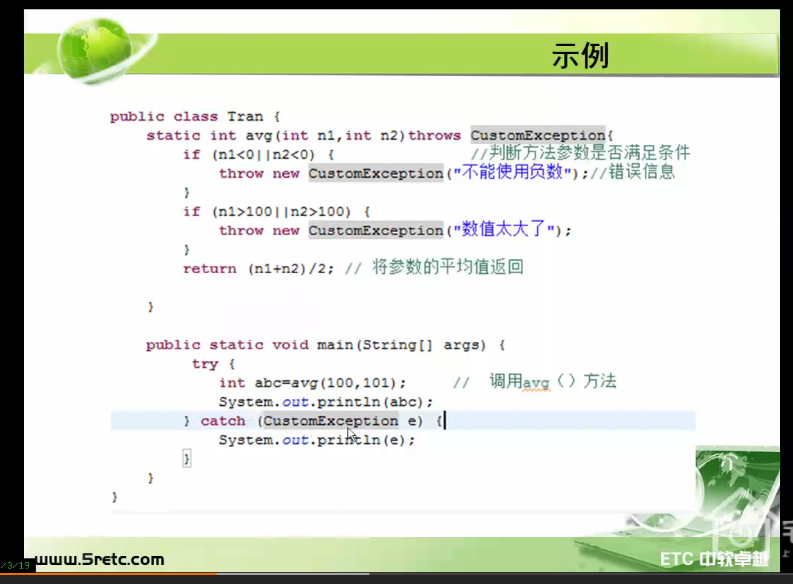 示例
public class Tran {
static int avg(int n1,int n2)throws CustomException{
if (n1<0||n2<0) { //判断方法参数是否满足条件
throw new CustomException("不能使用负数");//错误信息
}
if (n1>100||n2>100) {
throw new CustomException("数值太大了");
}
return (n1+n2)/2; // 将参数的平均值返回
}
public static void main(String[] args) {
try {
int abc=avg(100,101); // 调用avg（）方法
System.out.println(abc);
} catch (CustomException e) {
System.out.println(e);
}
}
}
/3/19
www.5retc.com
ETC 中软卓越